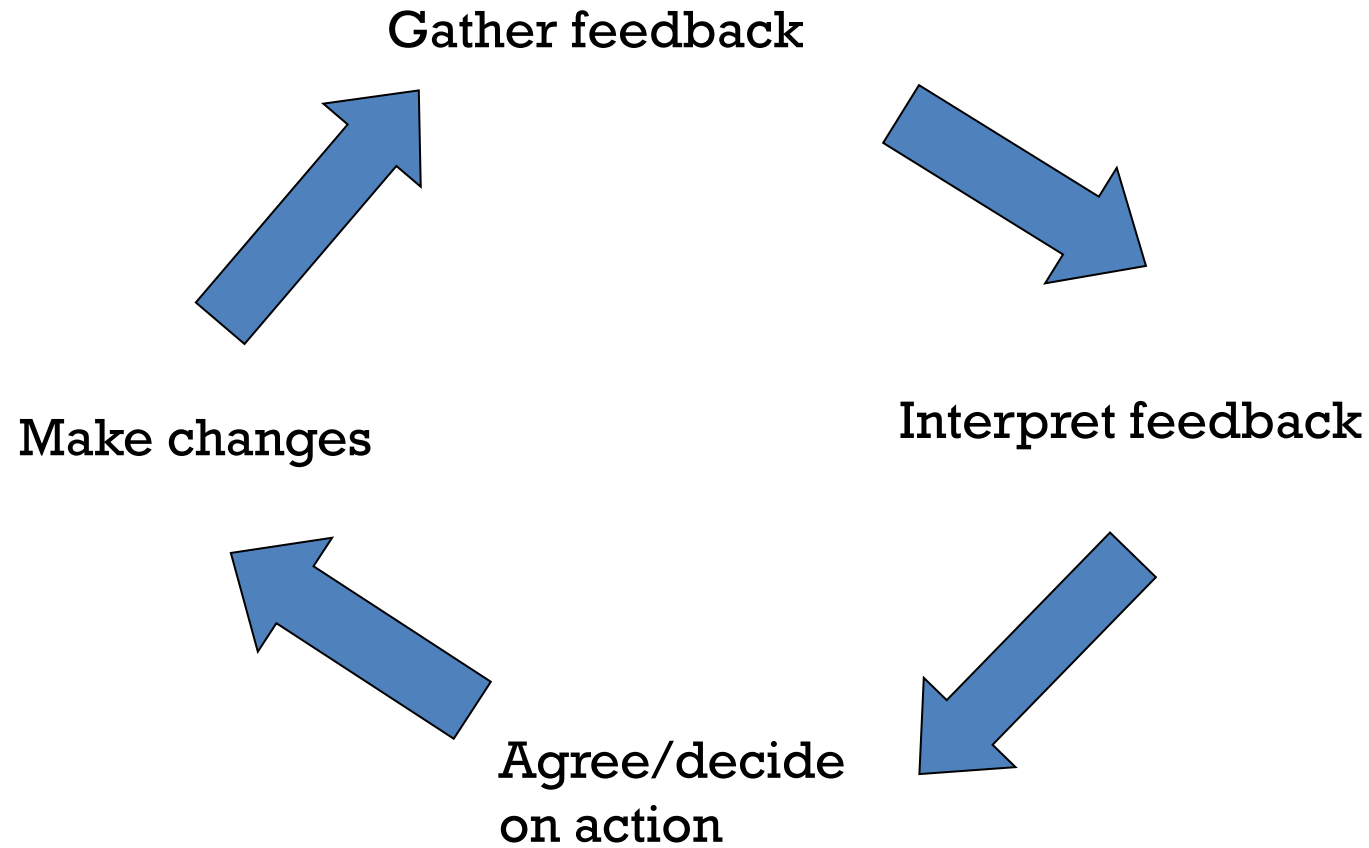 Gather feedback
Interpret feedback
Agree/decide
on action
Make changes